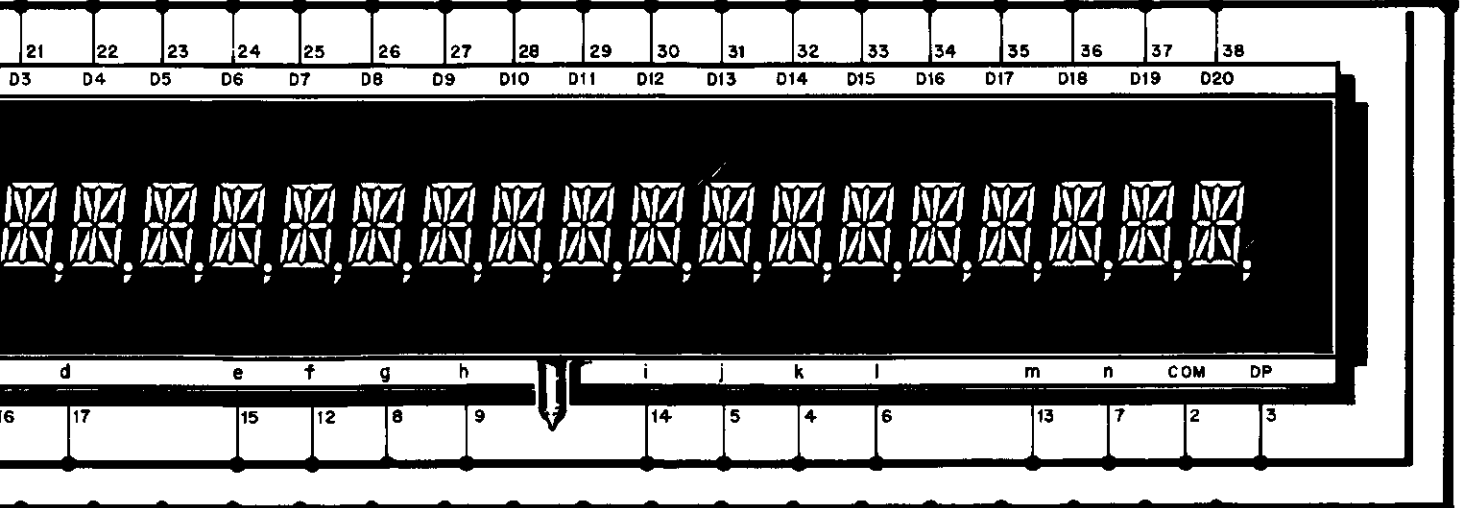 21 22 23 24 25 26 27 28 29 30 31 32 33 34 35 36 37 38
D3 D4 D5 D6 D7 D8 D9 D10 D11 D12 D13 D14 D15 D16 D17 D18 D19 D20
d e f g h i j k l m n COM DP
17 15 12 8 9 14 5 4 6 13 7 2 3